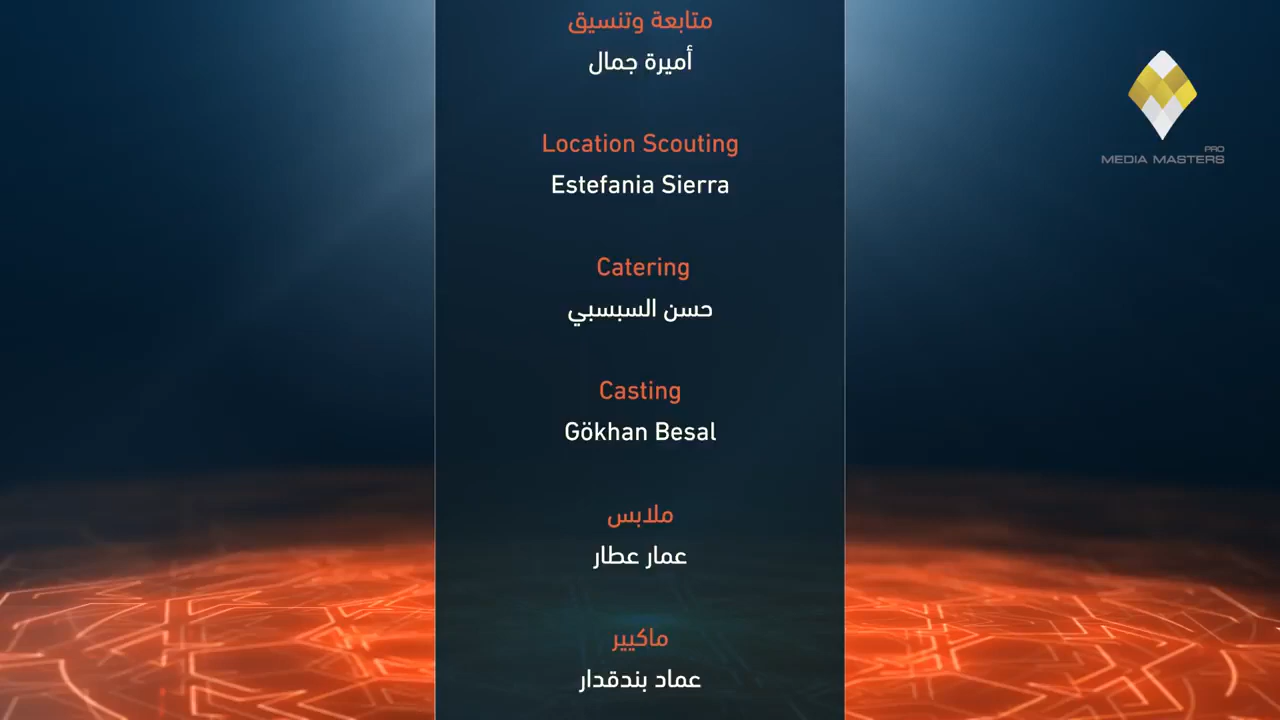 متابعة وتنسيق
أميرة جمال
Location Scouting
Estefania Sierra
Catering
حسن السبسبي
Casting
Gökhan Besal
ملابس
عمار عطار
ماكيير
عماد بندقدار
PRO
MEDIA MASTERS